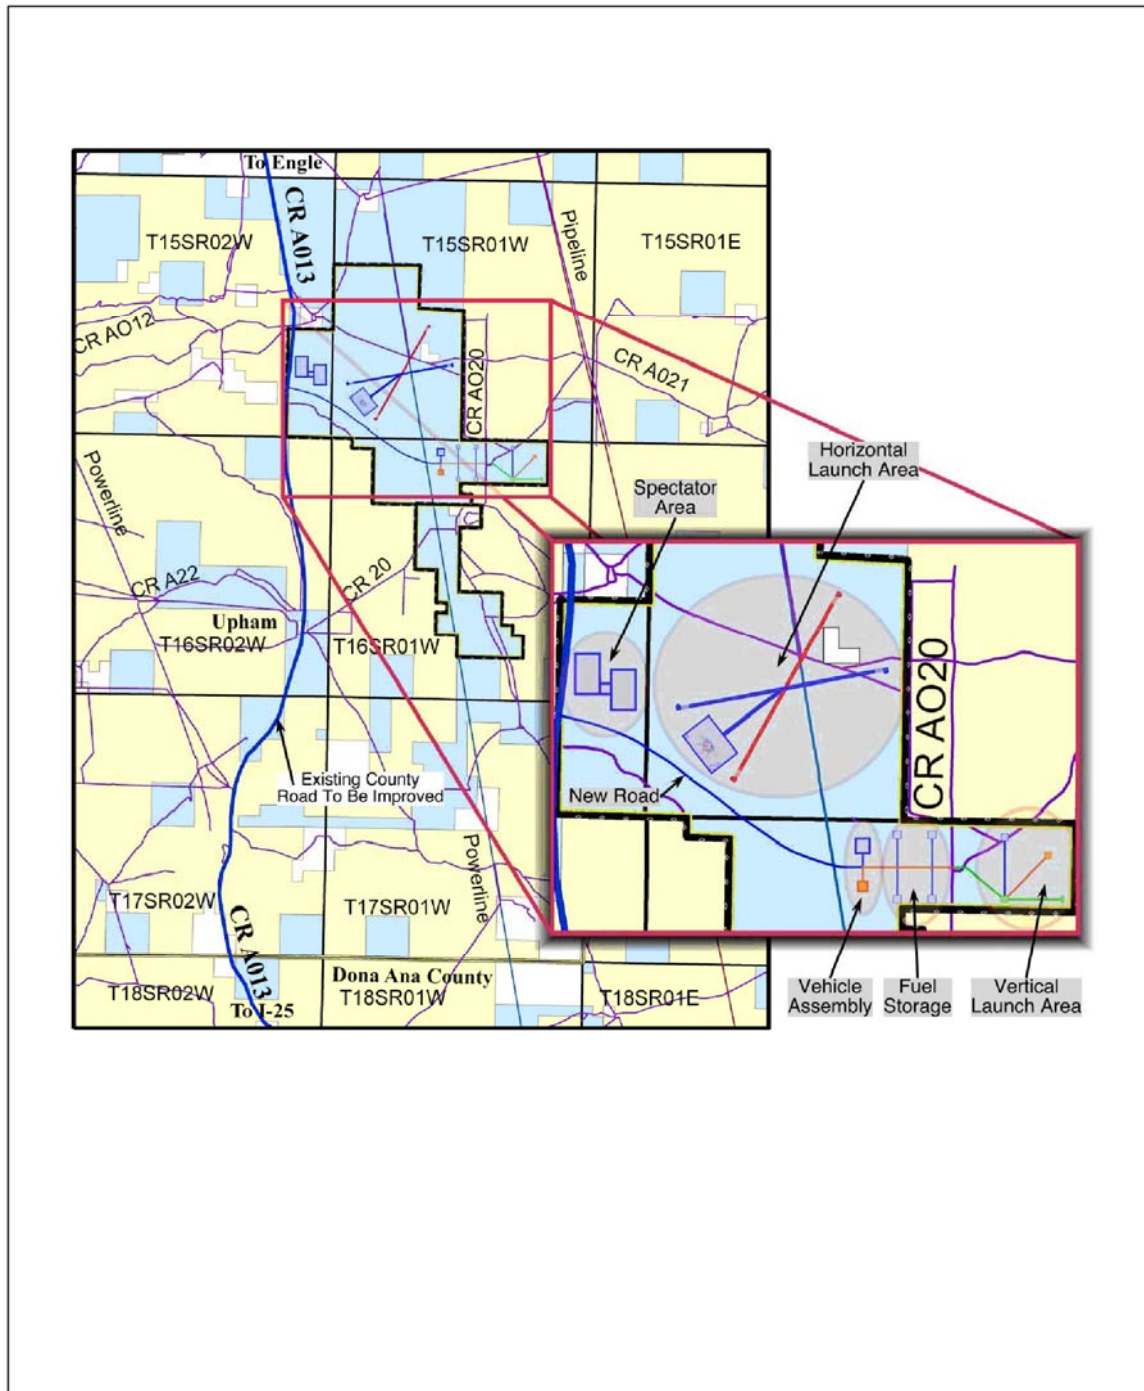 To Engle
CR A013
T15SR02W
T15SR01W
Pipeline
T15SR01E
CR AO12
CR AO20
CR A021
Powerline
Horizontal
Launch Area
Spectator
Area
CR A22
CR 20
Upham
T16SR02W
T16SR01W
CR AO20
Existing County
Road To Be Improved
New Road
Powerline
T17SR02W
T17SR01W
CR A013
Dona Ana County
T18SR02W
T18SR01W
T18SR01E
To I-25
Vehicle
Assembly
Fuel
Storage
Vertical
Launch Area